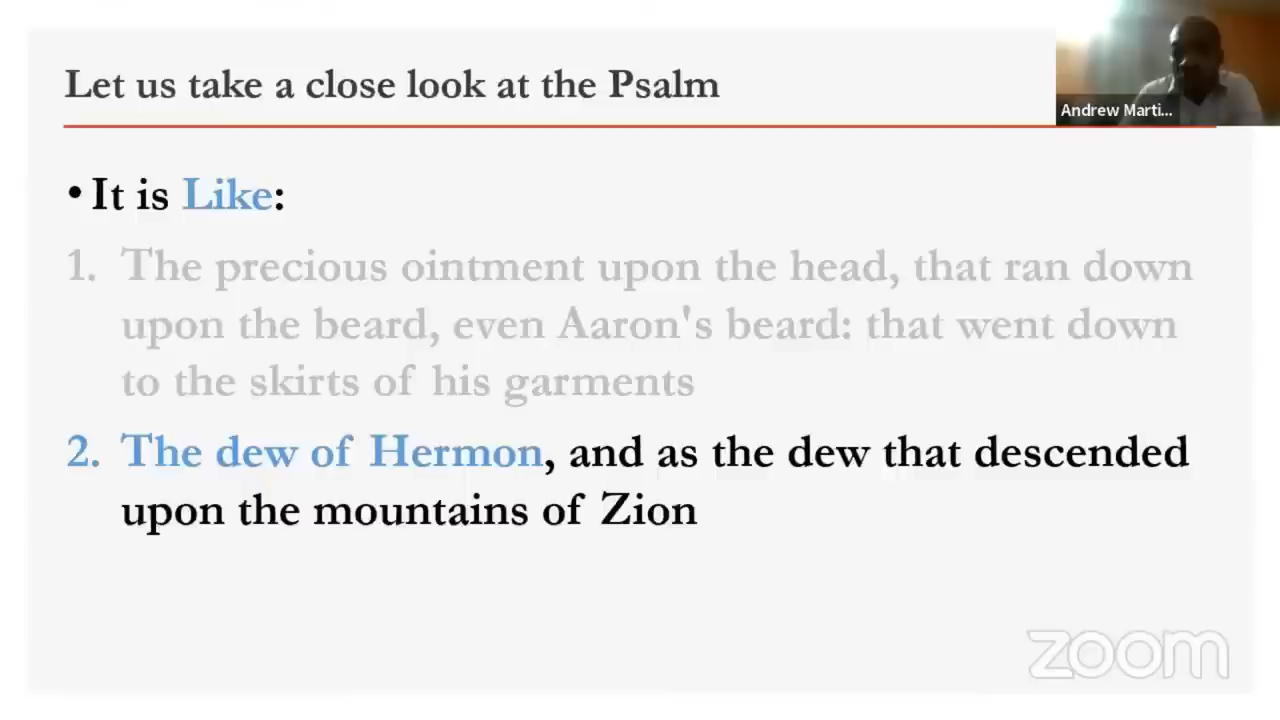 Let us take a close look at the Psalm
Andrew Marti...
• It is Like:
1. The precious ointment upon the head, that ran down
upon the beard, even Aaron's beard: that went down
to the skirts of his garments
2. The dew of Hermon, and as the dew that descended
upon the mountains of Zion
zoom